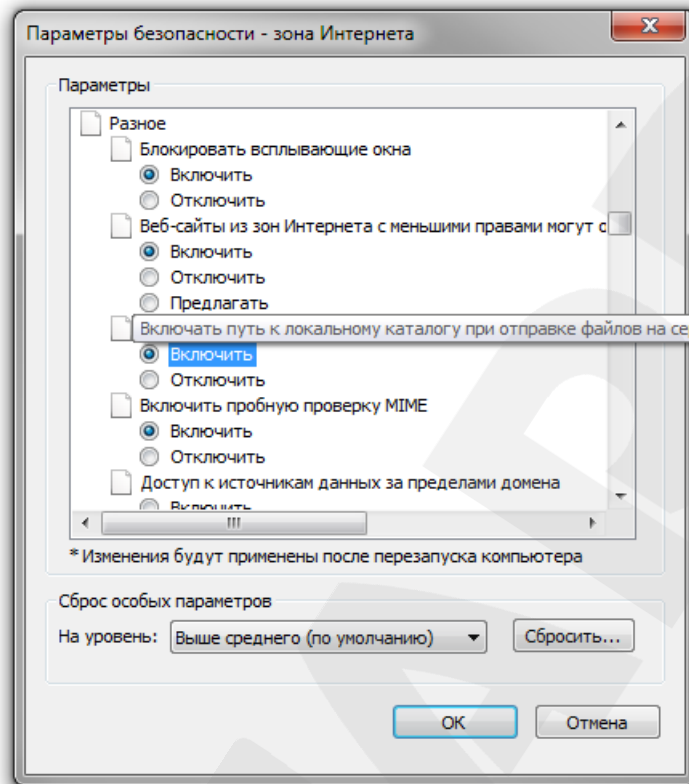 Параметры безопасности - зона Интернета
Параметры
Разное
Блокировать всплывающие окна
Включить
Отключить
Веб-сайты из зон Интернета с меньшими правами могут о
Включить
Отключить
Предлагать
Включать путь к локальному каталогу при отправке файлов на се
Включить
Отключить
Включить пробную проверку MIME
Включить
Отключить
Доступ к источникам данных за пределами домена
Включить
* Изменения будут применены после перезапуска компьютера
Сброс особых параметров
На уровень: Выше среднего (по умолчанию) Сбросить...
ОК Отмена